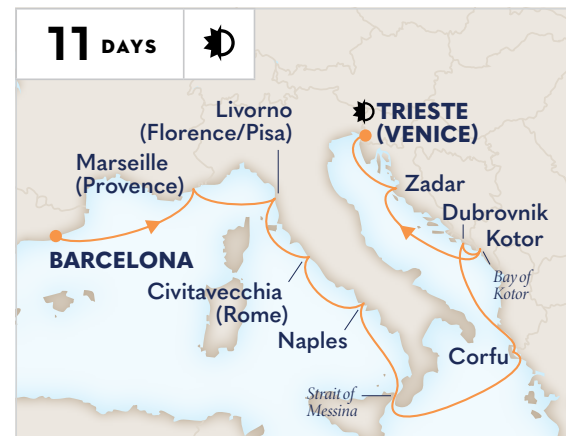 11 DAYS
Livorno
(Florence/Pisa)
TRIESTE
(VENICE)
Marseille
(Provence)
Zadar
Dubrovnik
Kotor
BARCELONA
Bay of
Kotor
Civitavecchia
(Rome)
Naples
Corfu
Strait of
Messina